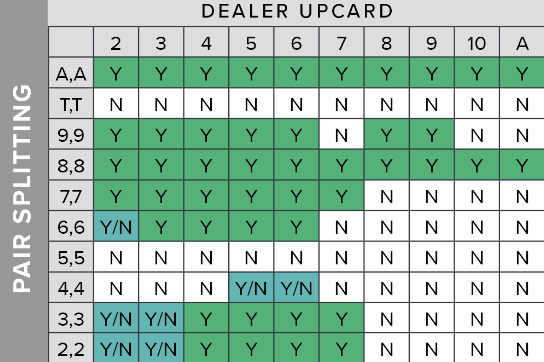 DEALER UPCARD
PAIR SPLITTING
2 3 4 5 6 7 8 9 10 A
A,A Y Y Y Y Y Y Y Y Y Y
T,T N N N N N N N N N N
9,9 Y Y Y Y Y N Y Y N N
8,8 Y Y Y Y Y Y Y Y Y Y
7,7 Y Y Y Y Y Y N N N N
6,6 Y/N Y Y Y Y N N N N N
5,5 N N N N N N N N N N
4,4 N N N Y/N Y/N N N N N N
3,3 Y/N Y/N Y Y Y Y N N N N
2,2 Y/N Y/N Y Y Y Y N N N N